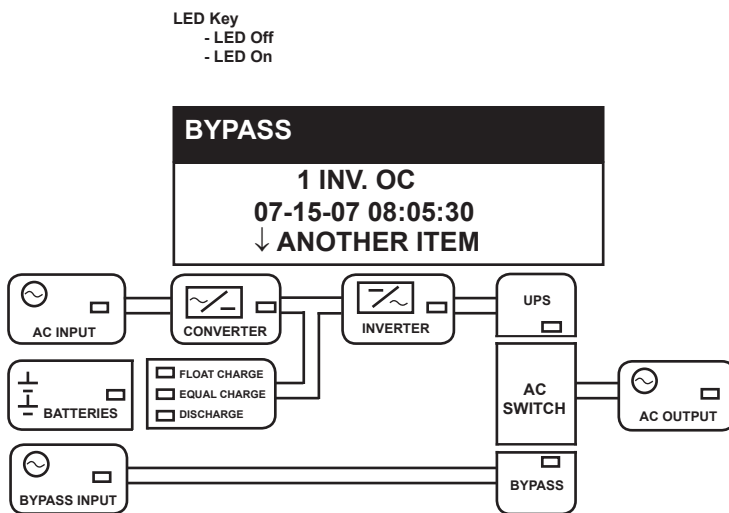 LED Key
- LED Off
- LED On
BYPASS
1 INV. OC
07-15-07 08:05:30
↓ ANOTHER ITEM
AC INPUT
CONVERTER
INVERTER
UPS
BATTERIES
FLOAT CHARGE
EQUAL CHARGE
DISCHARGE
AC
SWITCH
AC OUTPUT
BYPASS INPUT
BYPASS